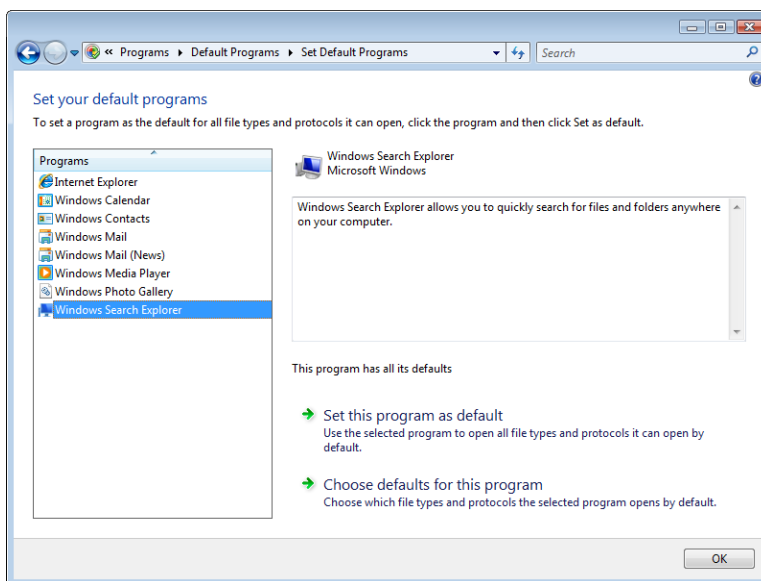 « Programs Default Programs Set Default Programs Search
Set your default programs
To set a program as the default for all file types and protocols it can open, click the program and then click Set as default.
Programs
Internet Explorer
Windows Calendar
Windows Contacts
Windows Mail
Windows Mail (News)
Windows Media Player
Windows Photo Gallery
Windows Search Explorer
Windows Search Explorer
Microsoft Windows
Windows Search Explorer allows you to quickly search for files and folders anywhere
on your computer.
This program has all its defaults
Set this program as default
Use the selected program to open all file types and protocols it can open by
default.
Choose defaults for this program
Choose which file types and protocols the selected program opens by default.
OK